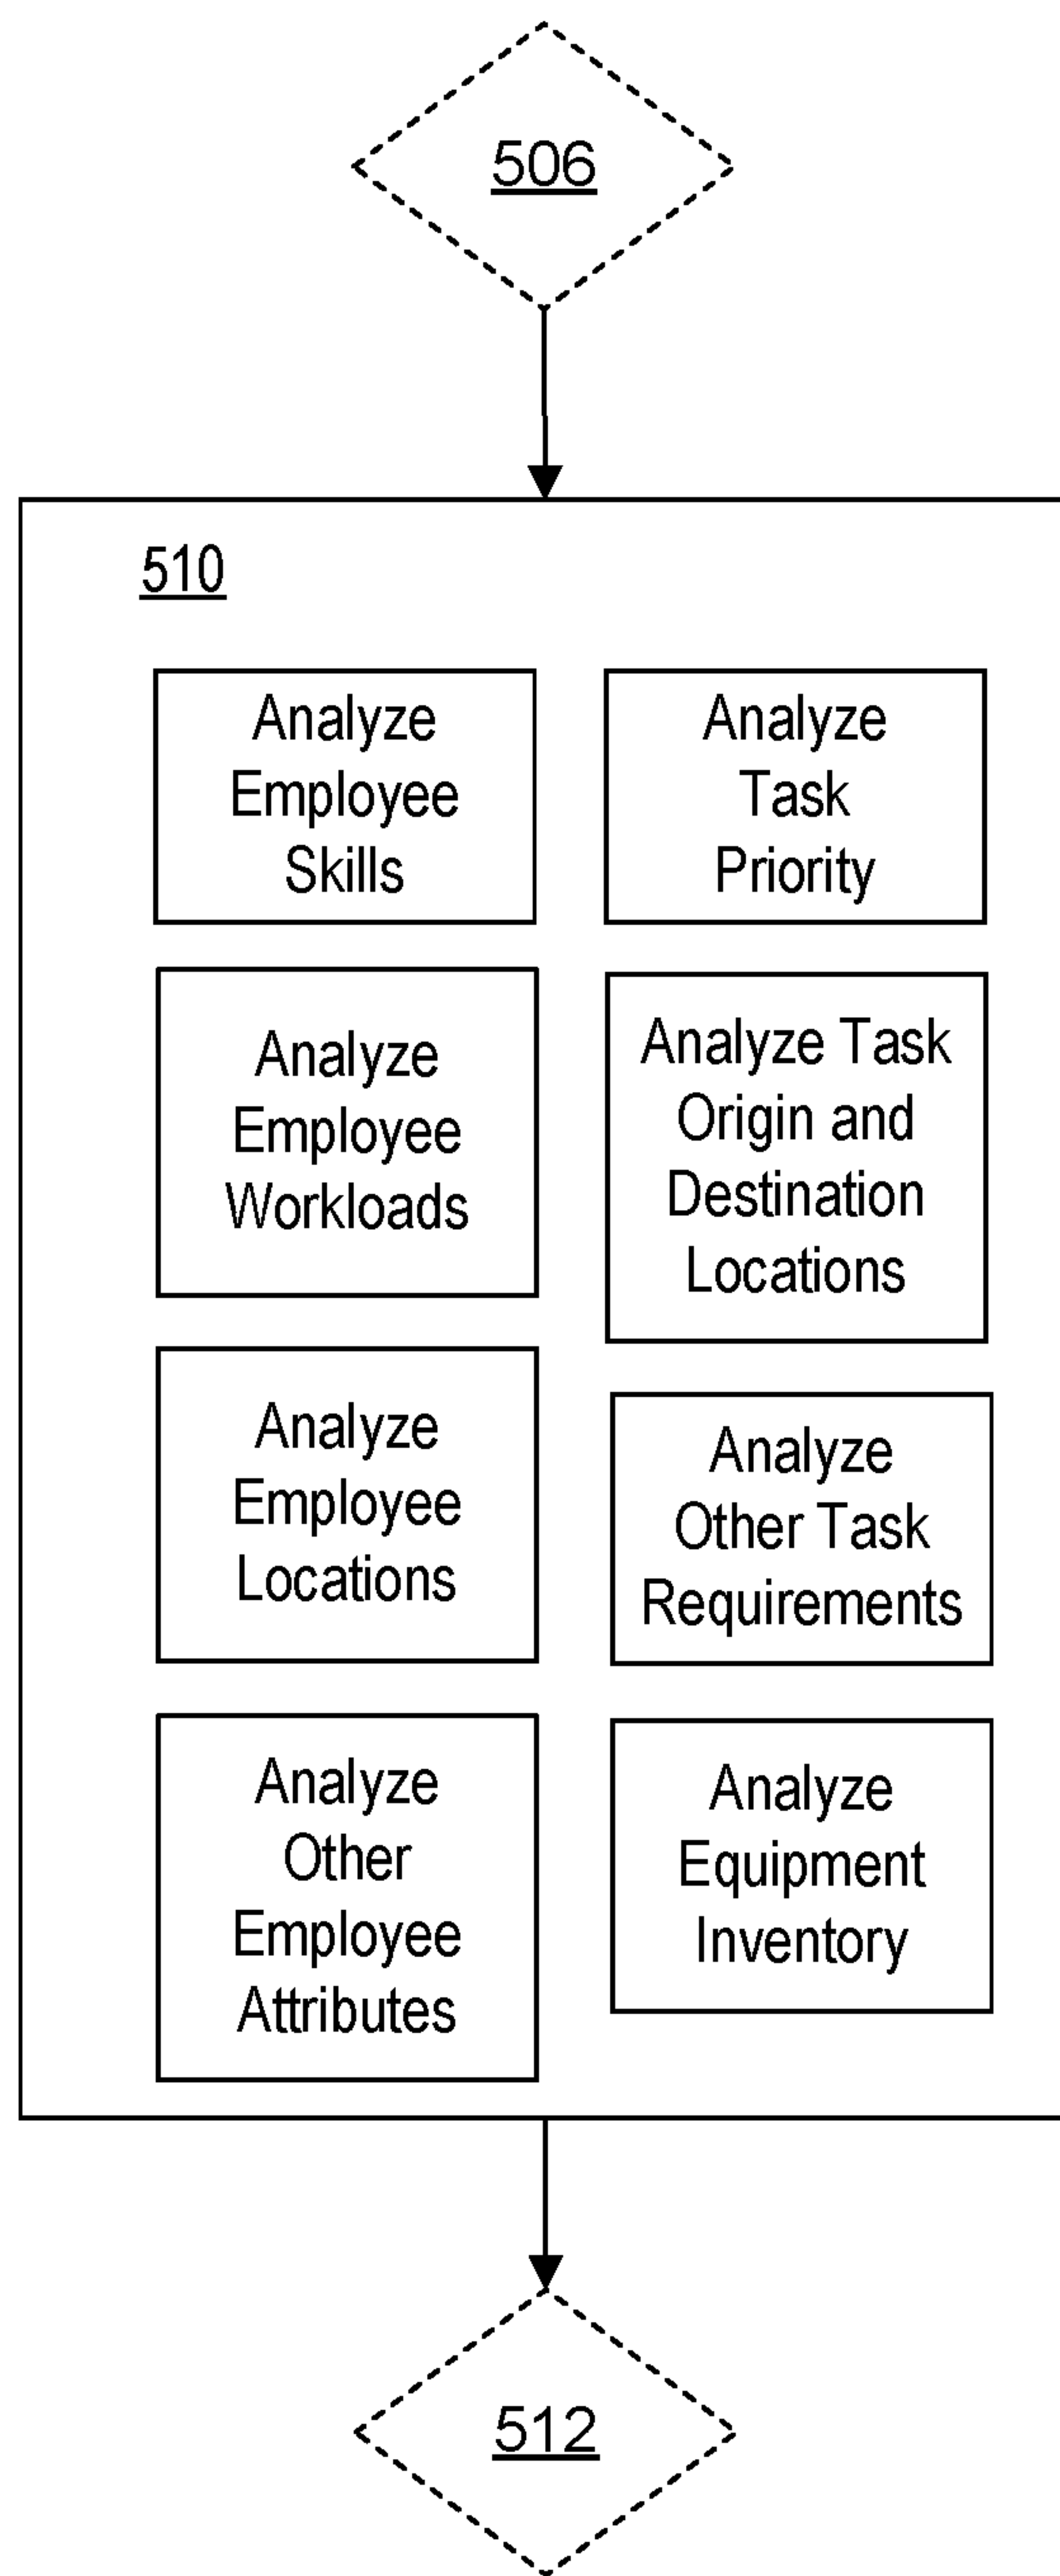 506
510
Analyze
Employee
Skills
Analyze
Task
Priority
Analyze
Employee
Workloads
Analyze Task
Origin and
Destination
Locations
Analyze
Employee
Locations
Analyze
Other Task
Requirements
Analyze
Other
Employee
Attributes
Analyze
Equipment
Inventory
512